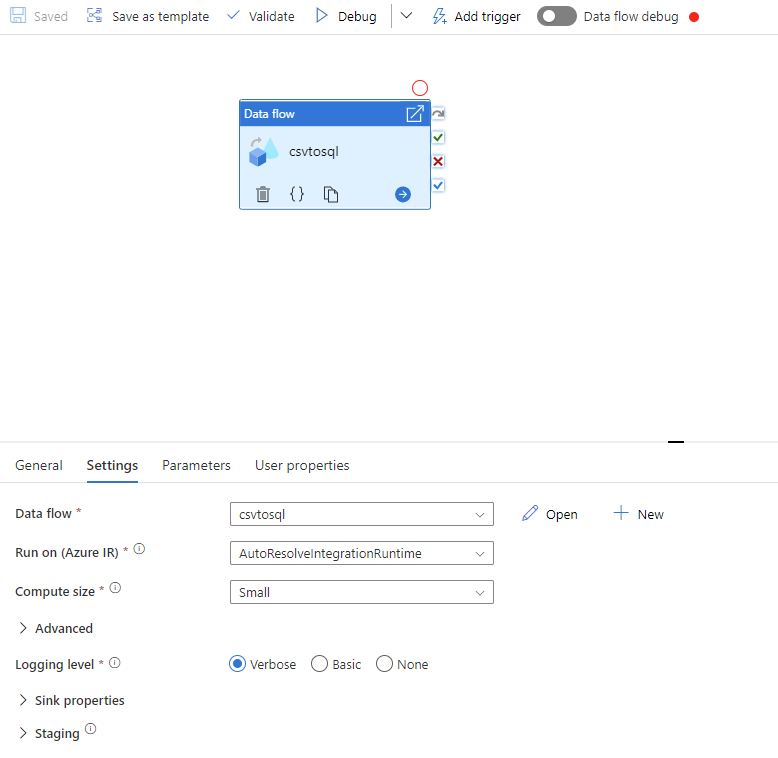 Saved Save as template Validate Debug Add trigger Data flow debug
Data flow
csvtosql
{}
General Settings Parameters User properties
Data flow * csvtosql Open New
Run on (Azure IR) * AutoResolveIntegrationRuntime
Compute size * Small
Advanced
Logging level * Verbose Basic None
Sink properties
Staging